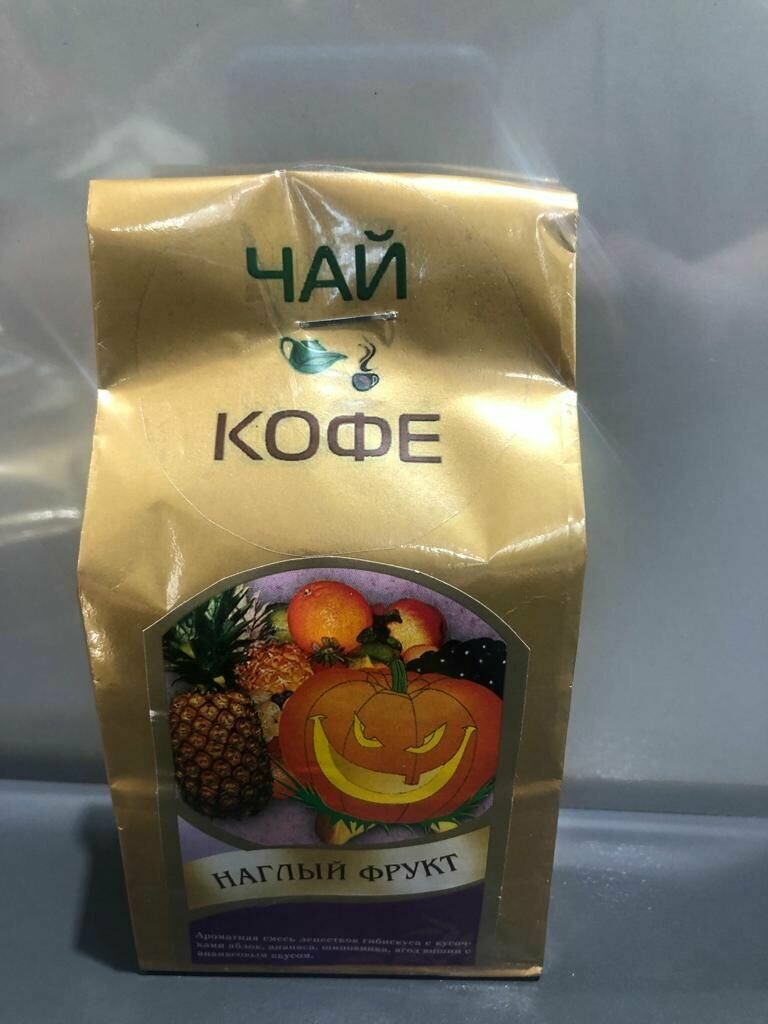 ЧАЙ
КОФЕ
НАГЛЫЙ ФРУКТ
Ароматная смесь лепестков гибискуса с кусоч-
ками яблок, ананаса, шиповника, ягод вишни с
ананасовым вкусом.